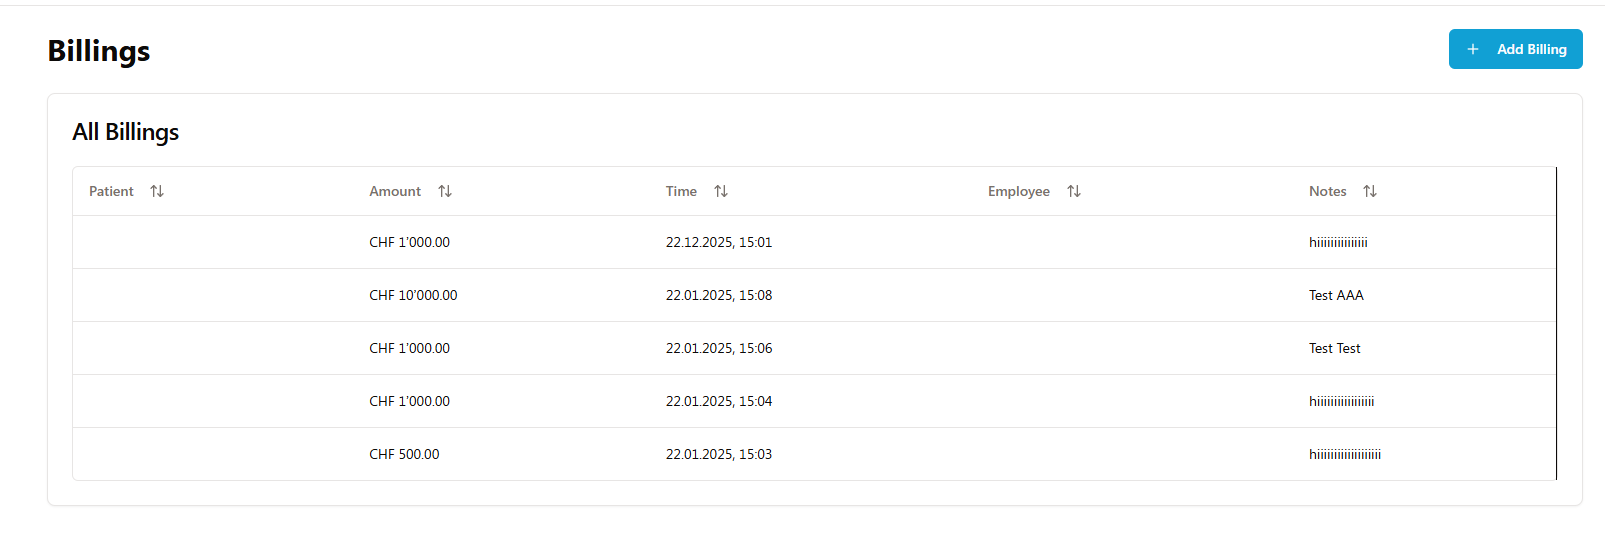 Billings
Add Billing
All Billings
Patient Amount Time Employee Notes
CHF 1’000.00 22.12.2025, 15:01 hiiiiiiiiiiiiiii
CHF 10’000.00 22.01.2025, 15:08 Test AAA
CHF 1’000.00 22.01.2025, 15:06 Test Test
CHF 1’000.00 22.01.2025, 15:04 hiiiiiiiiiiiiiiiii
CHF 500.00 22.01.2025, 15:03 hiiiiiiiiiiiiiiiiiii